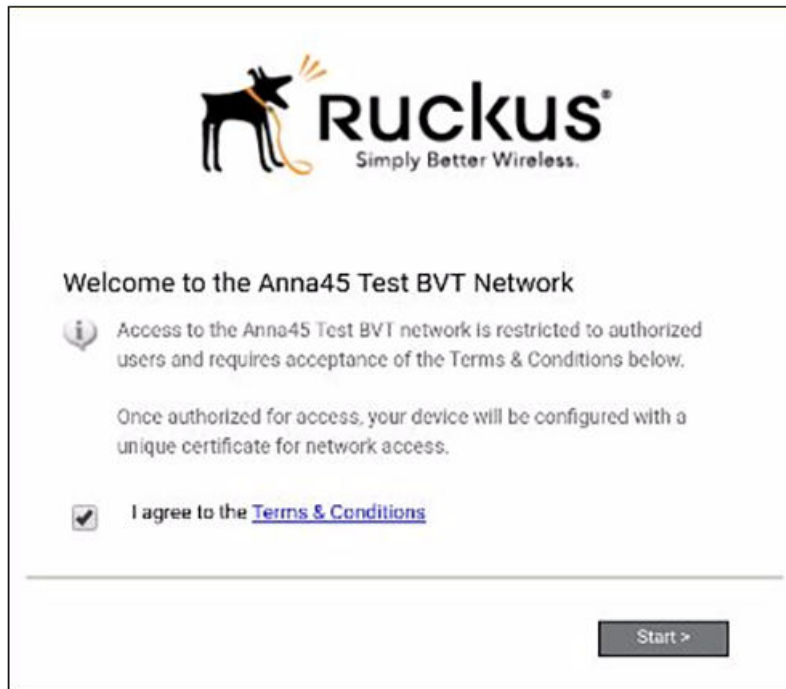 RUCKUS®
Simply Better Wireless.
Welcome to the Anna45 Test BVT Network
Access to the Anna45 Test BVT network is restricted to authorized
users and requires acceptance of the Terms & Conditions below.
Once authorized for access, your device will be configured with a
unique certificate for network access.
I agree to the Terms & Conditions
Start >